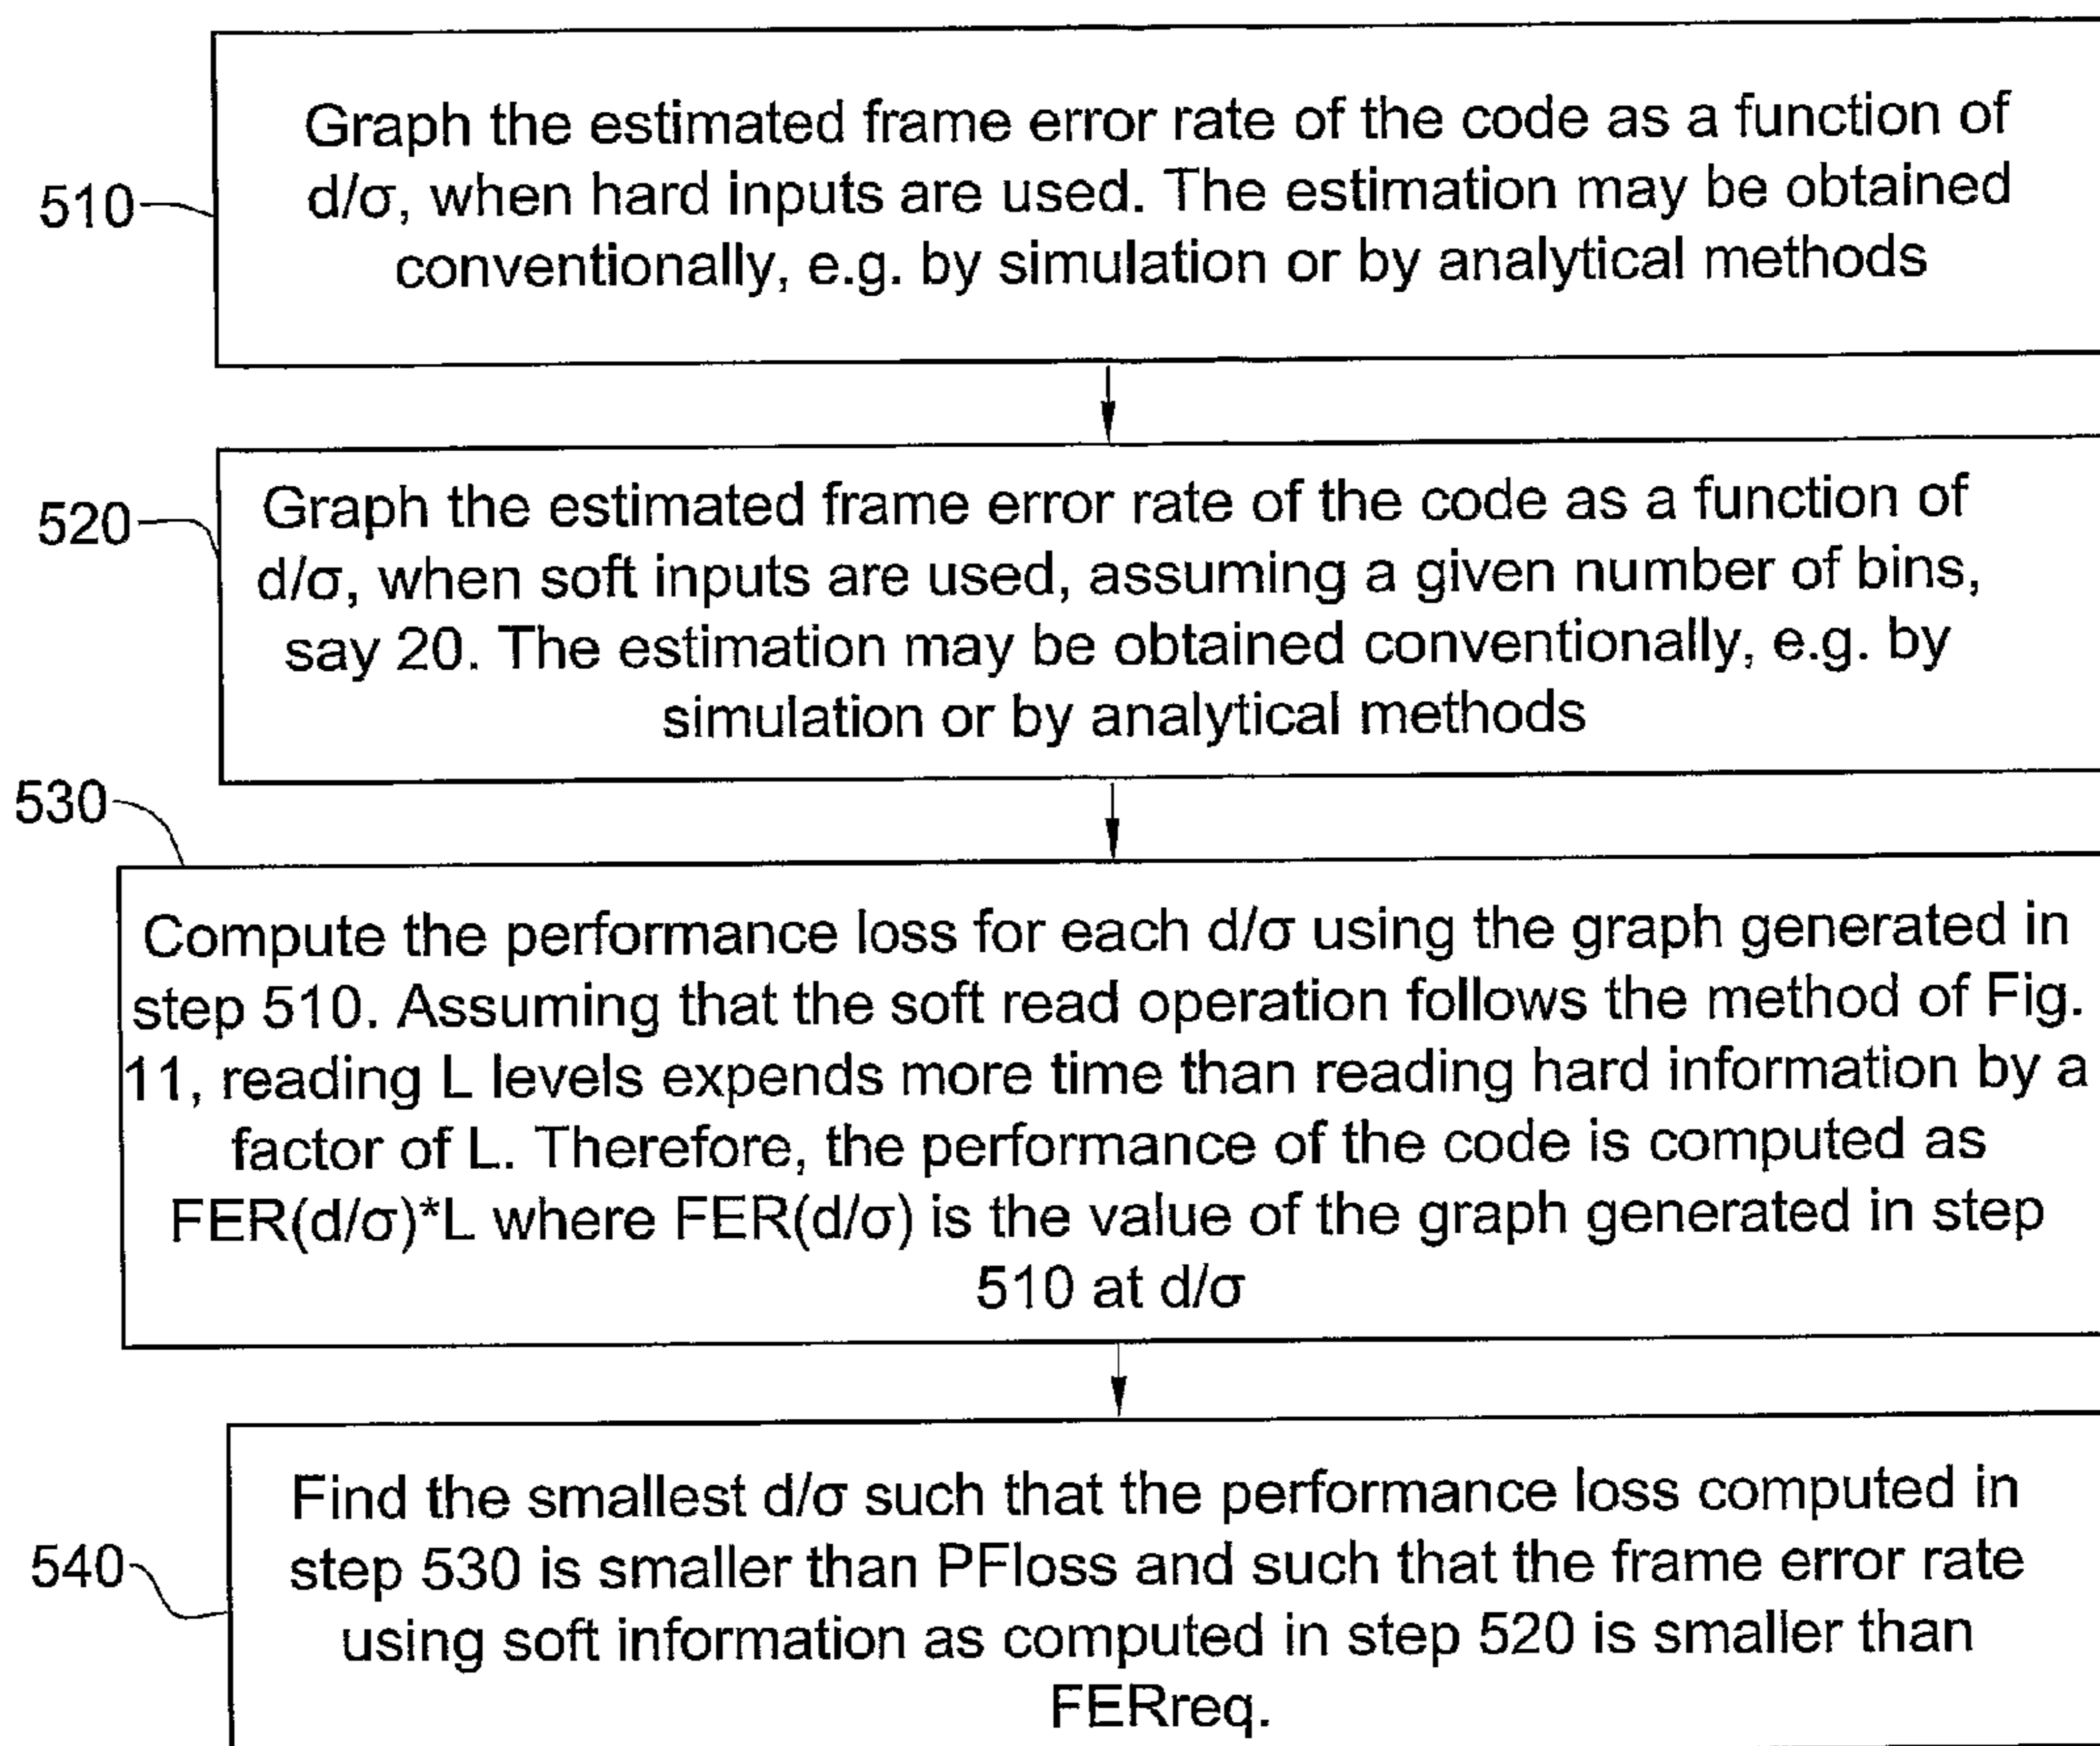 Graph the estimated frame error rate of the code as a function of
510
d/σ, when hard inputs are used. The estimation may be obtained
conventionally, e.g. by simulation or by analytical methods
Graph the estimated frame error rate of the code as a function of
520
d/σ, when soft inputs are used, assuming a given number of bins,
say 20. The estimation may be obtained conventionally, e.g. by
simulation or by analytical methods
530
Compute the performance loss for each d/σ using the graph generated in
step 510. Assuming that the soft read operation follows the method of Fig.
11, reading L levels expends more time than reading hard information by a
factor of L. Therefore, the performance of the code is computed as
FER(d/σ)*L where FER(d/σ) is the value of the graph generated in step
510 at d/σ
Find the smallest d/σ such that the performance loss computed in
540
step 530 is smaller than PFloss and such that the frame error rate
using soft information as computed in step 520 is smaller than
FERreq.